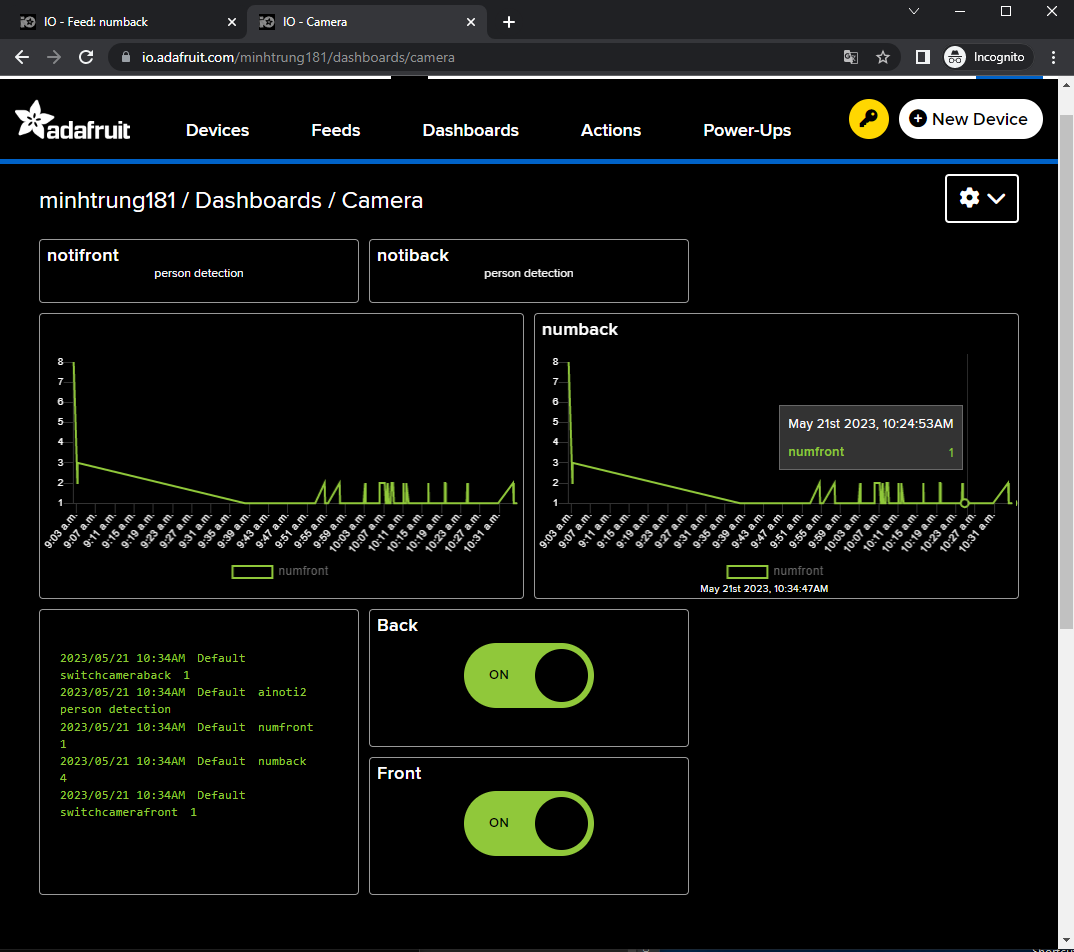 IO - Feed: numback
IO - Camera
io.adafruit.com/minhtrung181/dashboards/camera
Incognito
adafruit
Devices
Feeds
Dashboards
Actions
Power-Ups
New Device
minhtrung181 / Dashboards / Camera
notifront
person detection
notiback
person detection
8
7
6
5
4
3
2
1
9:03 a.m.
9:07 a.m.
9:11 a.m.
9:15 a.m.
9:19 a.m.
9:23 a.m.
9:27 a.m.
9:31 a.m.
9:35 a.m.
9:39 a.m.
9:43 a.m.
9:47 a.m.
9:51 a.m.
9:55 a.m.
9:59 a.m.
10:03 a.m.
10:07 a.m.
10:11 a.m.
10:15 a.m.
10:19 a.m.
10:23 a.m.
10:27 a.m.
10:31 a.m.
numfront
numback
8
7
6
5
4
3
2
1
May 21st 2023, 10:24:53AM
numfront 1
9:03 a.m.
9:07 a.m.
9:11 a.m.
9:15 a.m.
9:19 a.m.
9:23 a.m.
9:27 a.m.
9:31 a.m.
9:35 a.m.
9:39 a.m.
9:43 a.m.
9:47 a.m.
9:51 a.m.
9:55 a.m.
9:59 a.m.
10:03 a.m.
10:07 a.m.
10:11 a.m.
10:15 a.m.
10:19 a.m.
10:23 a.m.
10:27 a.m.
10:31 a.m.
numfront
May 21st 2023, 10:34:47AM
2023/05/21 10:34AM Default
switchcameraback 1
2023/05/21 10:34AM Default ainoti2
person detection
2023/05/21 10:34AM Default numfront
1
2023/05/21 10:34AM Default numback
4
2023/05/21 10:34AM Default
switchcamerafront 1
Back
ON
Front
ON